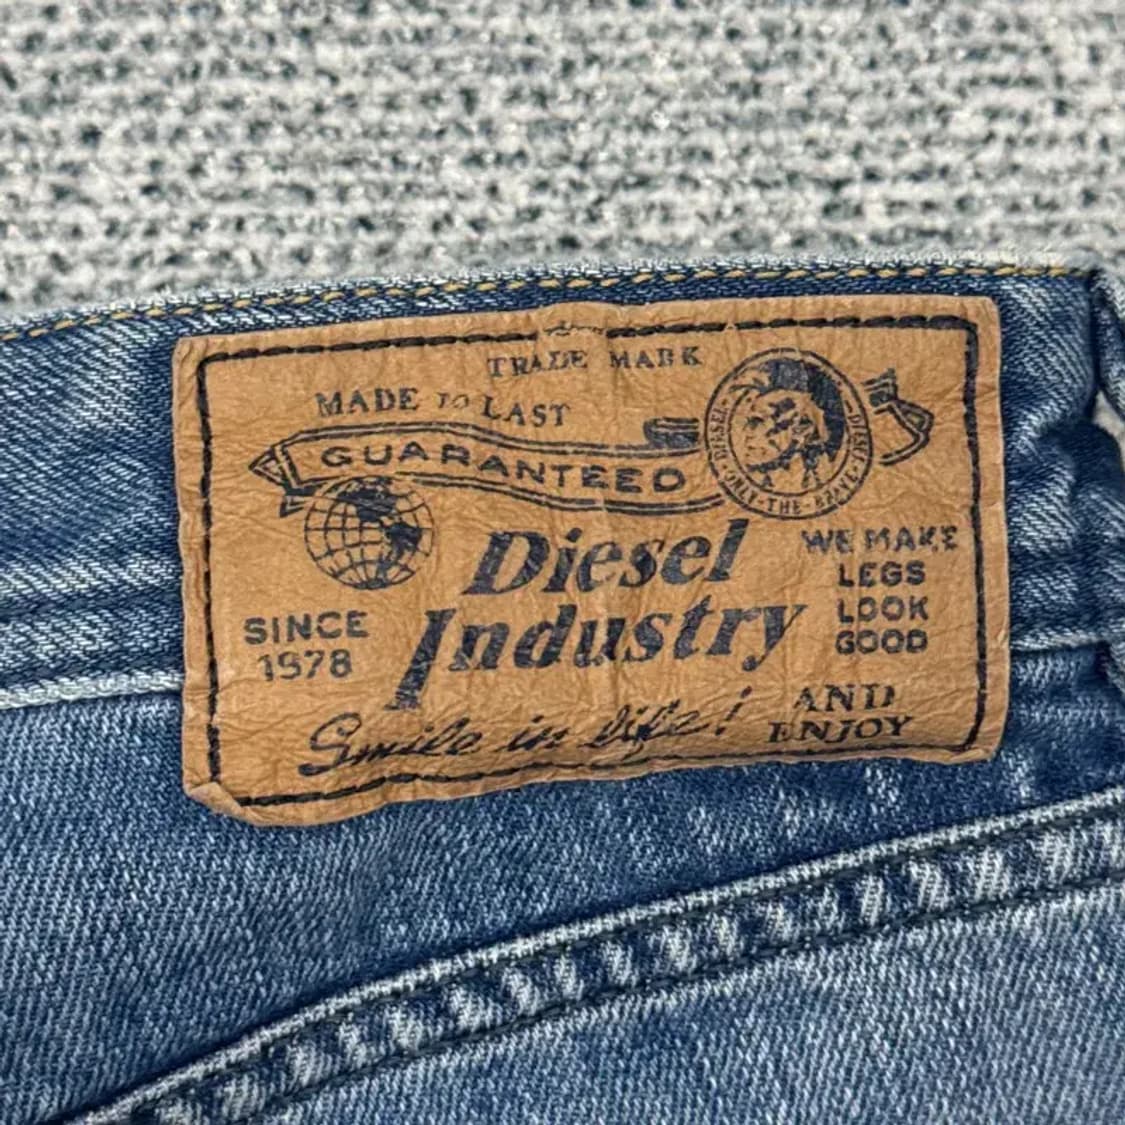 TRADE MARK
MADE TO LAST
GUARANTEED
DIESEL · DIESEL · ONLY · THE · BRAVE
Diesel
Industry
WE MAKE
LEGS
LOOK
GOOD
SINCE
1978
Smile in life!
AND
ENJOY